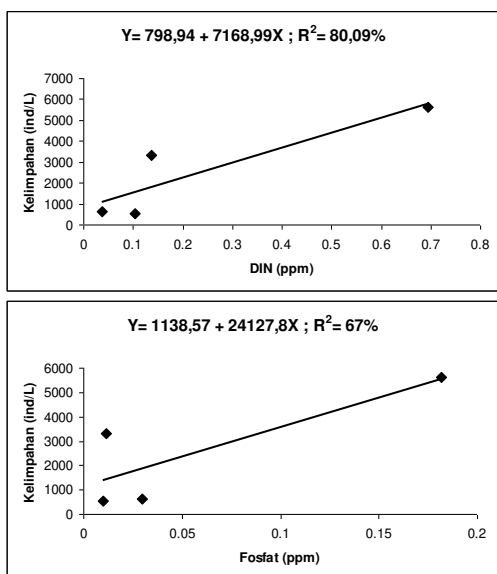 Y= 798,94 + 7168,99X ; R²= 80,09%
7000
6000
5000
4000
3000
2000
1000
0
Kelimpahan (ind/L)
0 0.1 0.2 0.3 0.4 0.5 0.6 0.7 0.8
DIN (ppm)
Y= 1138,57 + 24127,8X ; R²= 67%
6000
5000
4000
3000
2000
1000
0
Kelimpahan (ind/L)
0 0.05 0.1 0.15 0.2
Fosfat (ppm)